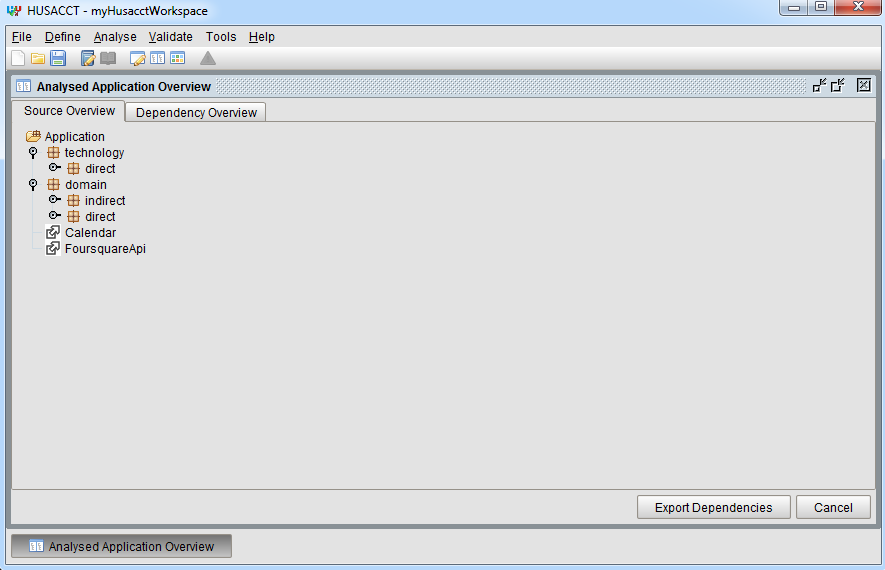 HUSACCT - myHusacctWorkspace
File Define Analyse Validate Tools Help
Analysed Application Overview
Source Overview Dependency Overview
Application
technology
direct
domain
indirect
direct
Calendar
FoursquareApi
Export Dependencies Cancel
Analysed Application Overview